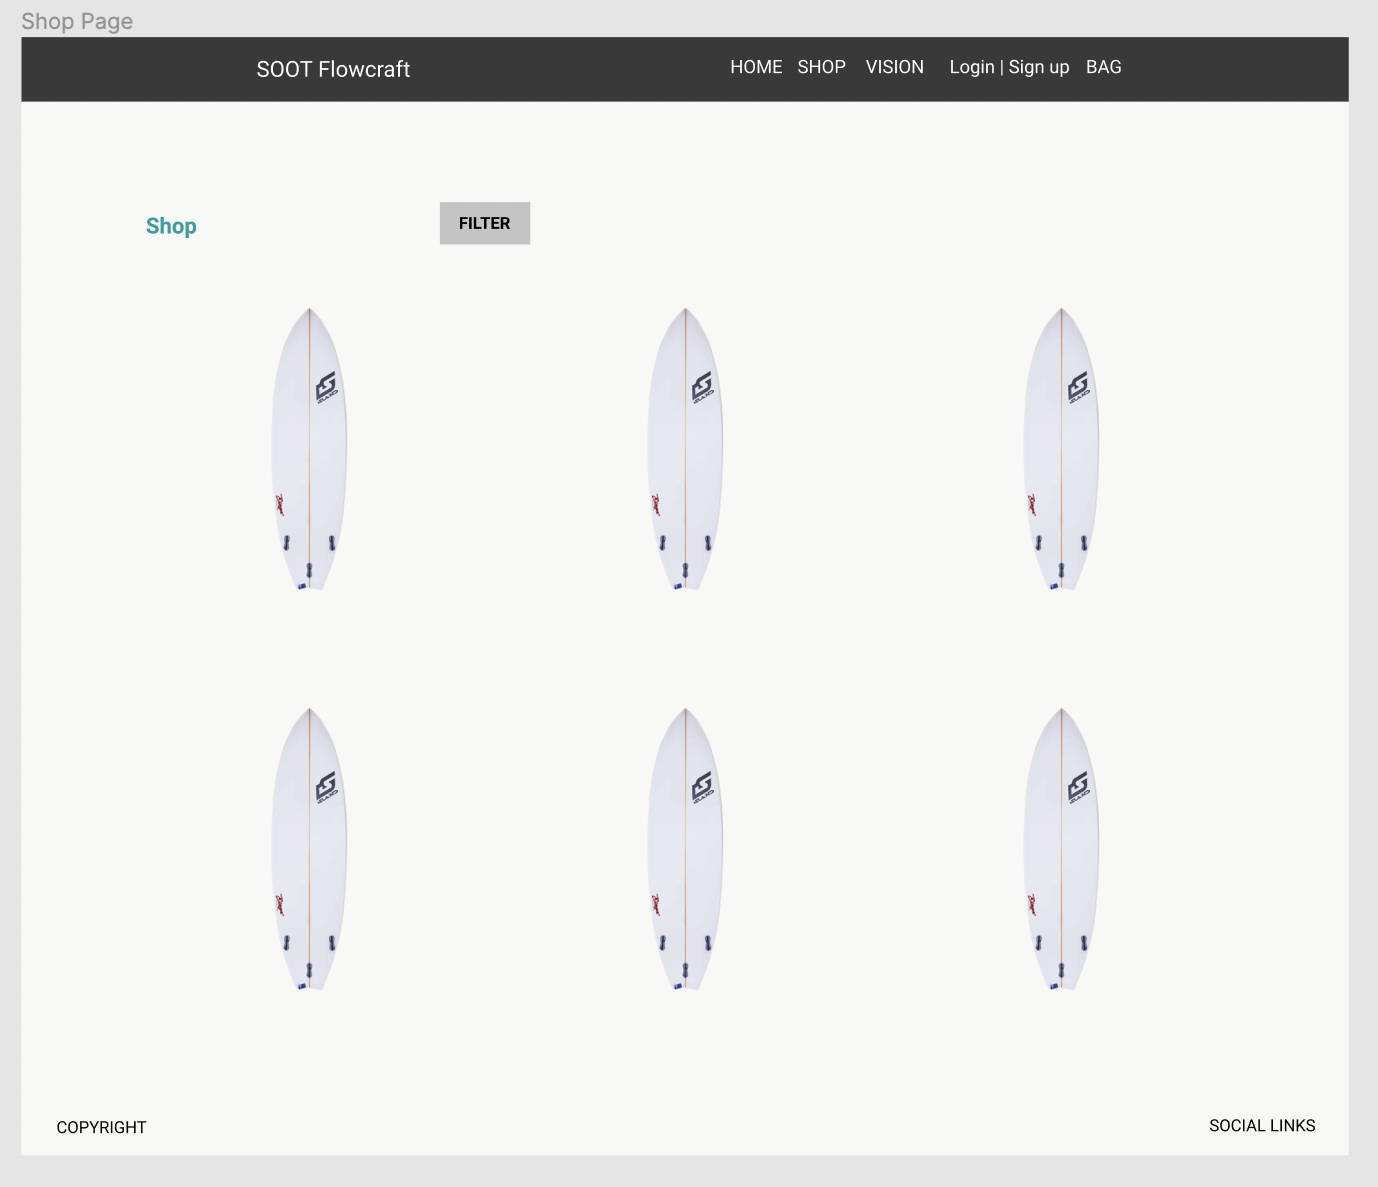 Shop Page
SOOT Flowcraft
HOME SHOP VISION Login | Sign up BAG
Shop
FILTER
COPYRIGHT
SOCIAL LINKS